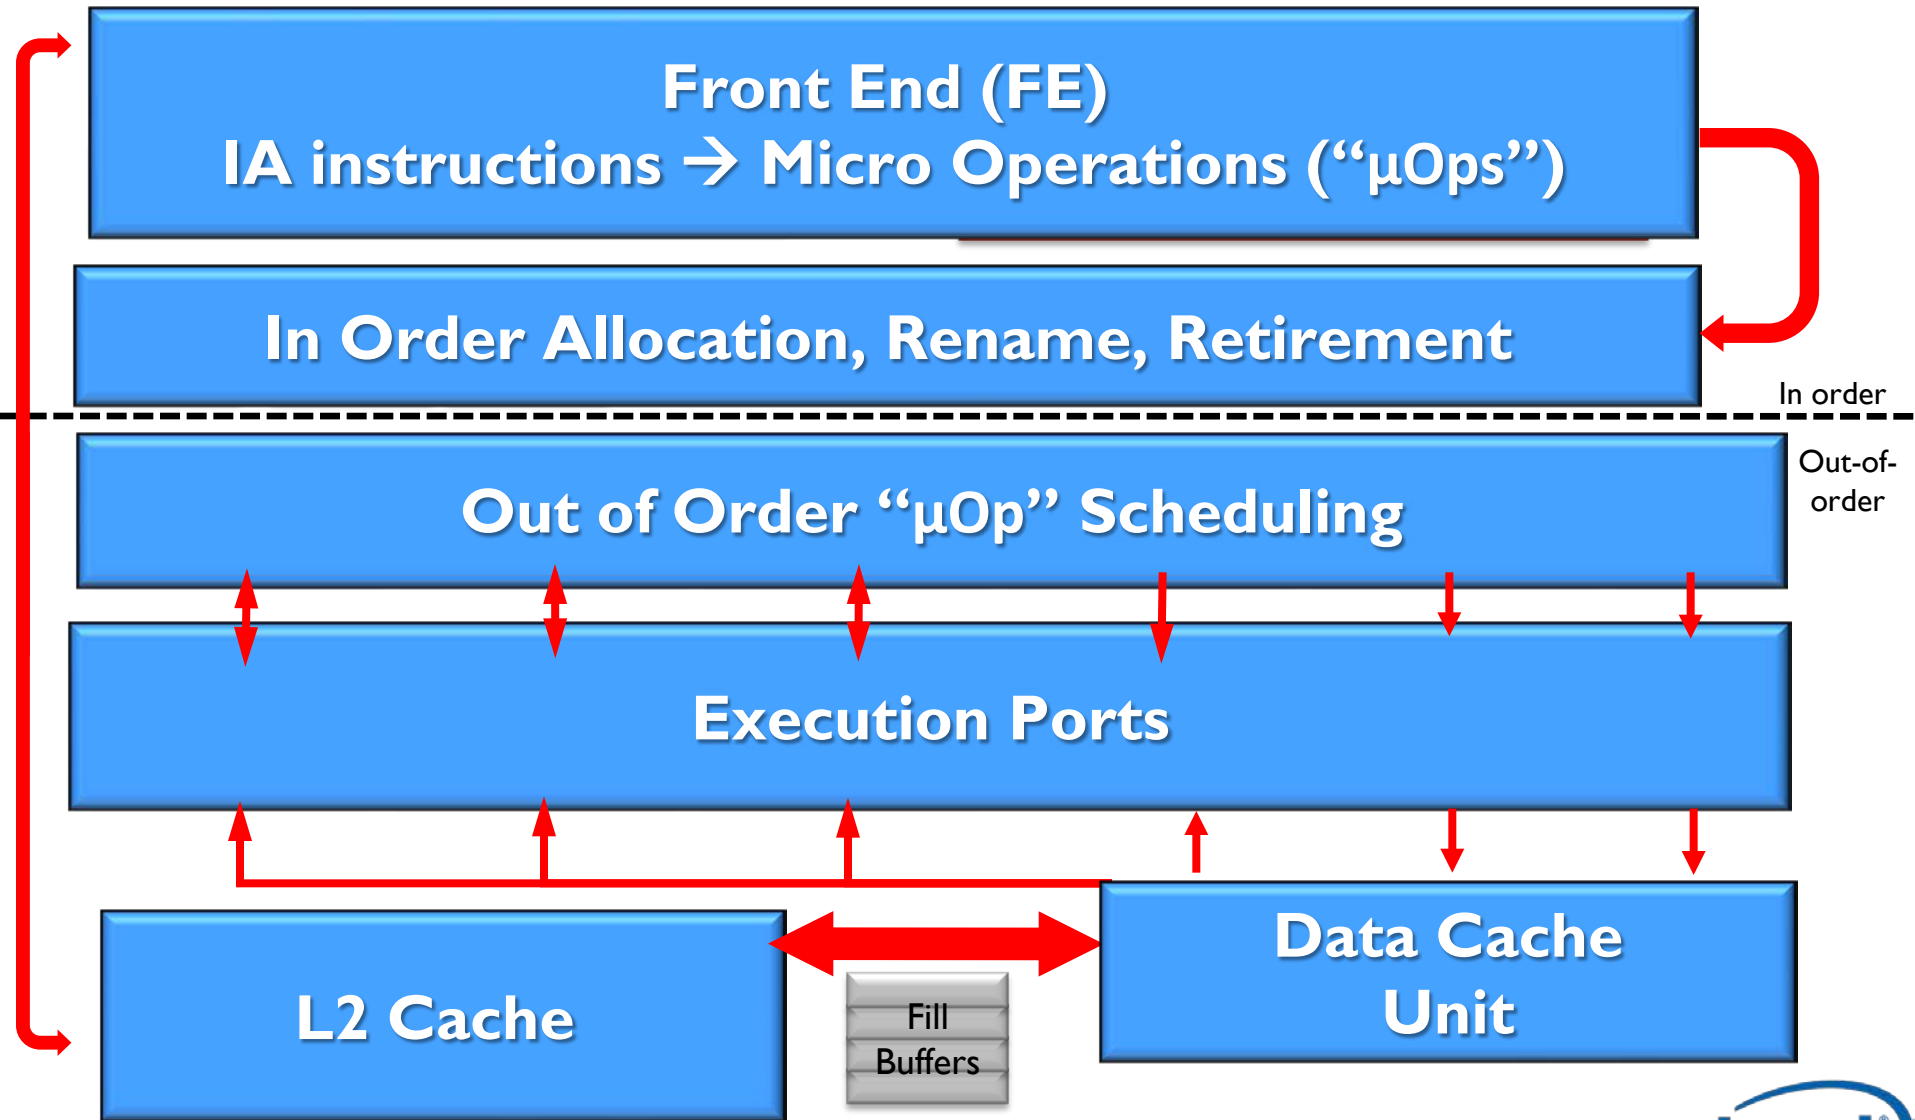 Front End (FE)
IA instructions → Micro Operations (“μOps”)
In Order Allocation, Rename, Retirement
In order
Out of Order “μOp” Scheduling
Out-of-
order
Execution Ports
Data Cache
Unit
L2 Cache
Fill
Buffers